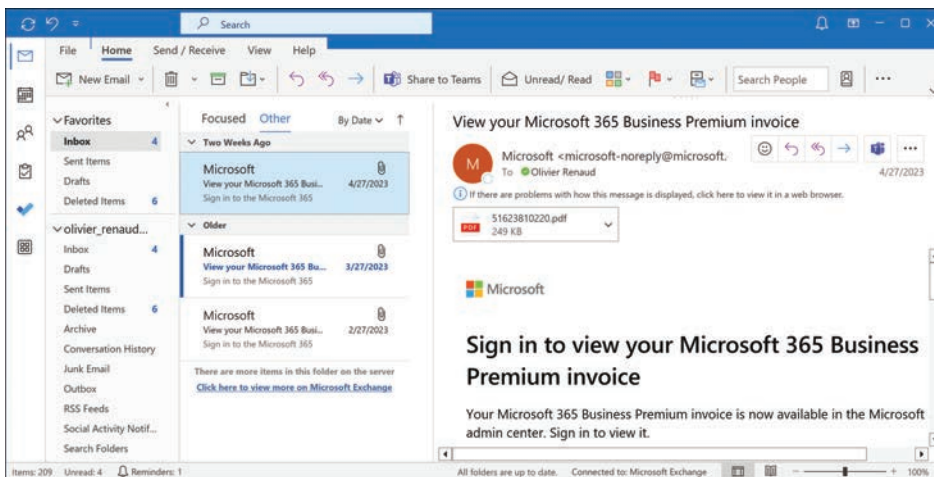 Search
File Home Send / Receive View Help
New Email Share to Teams Unread/ Read Search People
Favorites
Inbox 4
Sent Items
Drafts
Deleted Items 6
olivier_renaud...
Inbox 4
Drafts
Sent Items
Deleted Items 6
Archive
Conversation History
Junk Email
Outbox
RSS Feeds
Social Activity Notif...
Search Folders
Focused Other By Date
Two Weeks Ago
Microsoft
View your Microsoft 365 Busi... 4/27/2023
Sign in to the Microsoft 365
Older
Microsoft
View your Microsoft 365 Bu... 3/27/2023
Sign in to the Microsoft 365
Microsoft
View your Microsoft 365 Busi... 2/27/2023
Sign in to the Microsoft 365
There are more items in this folder on the server
Click here to view more on Microsoft Exchange
View your Microsoft 365 Business Premium invoice
M
Microsoft <microsoft-noreply@microsoft.
To Olivier Renaud 4/27/2023
If there are problems with how this message is displayed, click here to view it in a web browser.
PDF
51623810220.pdf
249 KB
Microsoft
Sign in to view your Microsoft 365 Business
Premium invoice
Your Microsoft 365 Business Premium invoice is now available in the Microsoft
admin center. Sign in to view it.
Items: 209 Unread: 4 Reminders: 1 All folders are up to date. Connected to: Microsoft Exchange 100%